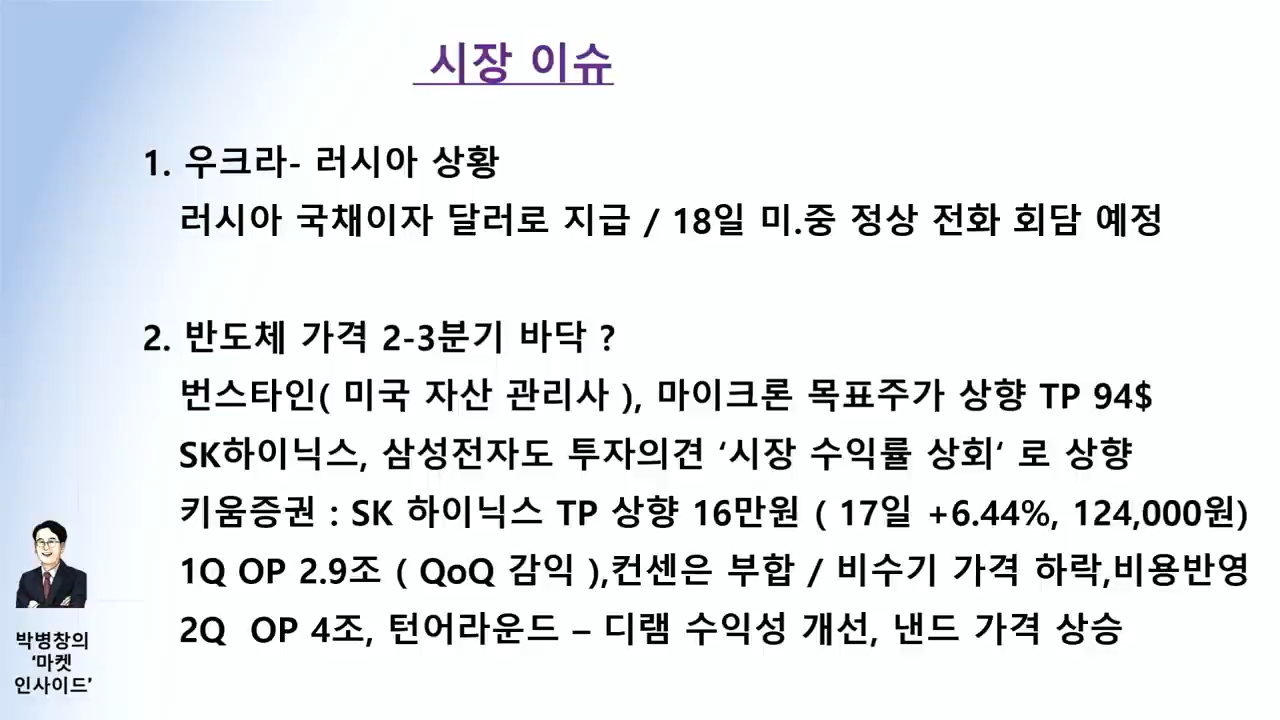 시장 이슈
1. 우크라- 러시아 상황
러시아 국채이자 달러로 지급 / 18일 미.중 정상 전화 회담 예정
2. 반도체 가격 2-3분기 바닥 ?
번스타인( 미국 자산 관리사 ), 마이크론 목표주가 상향 TP 94$
SK하이닉스, 삼성전자도 투자의견 ‘시장 수익률 상회‘ 로 상향
키움증권 : SK 하이닉스 TP 상향 16만원 ( 17일 +6.44%, 124,000원)
1Q OP 2.9조 ( QoQ 감익 ),컨센은 부합 / 비수기 가격 하락,비용반영
2Q OP 4조, 턴어라운드 – 디램 수익성 개선, 낸드 가격 상승
박병창의
‘마켓
인사이드’